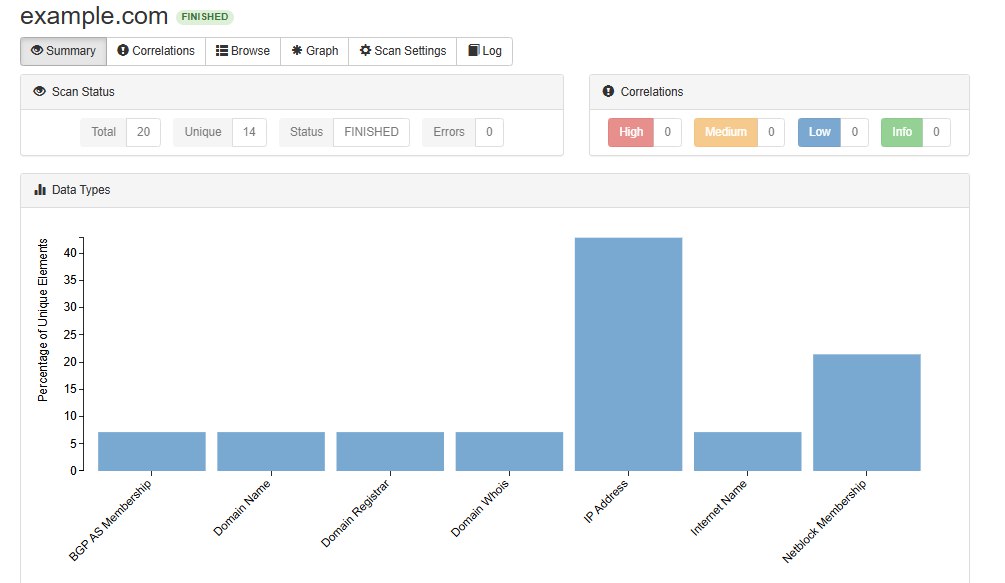 example.com FINISHED
Summary Correlations Browse Graph Scan Settings Log
Scan Status
Total 20 Unique 14 Status FINISHED Errors 0
Correlations
High 0 Medium 0 Low 0 Info 0
Data Types
Percentage of Unique Elements
40
35
30
25
20
15
10
5
0
BGP AS Membership
Domain Name
Domain Registrar
Domain Whois
IP Address
Internet Name
Netblock Membership